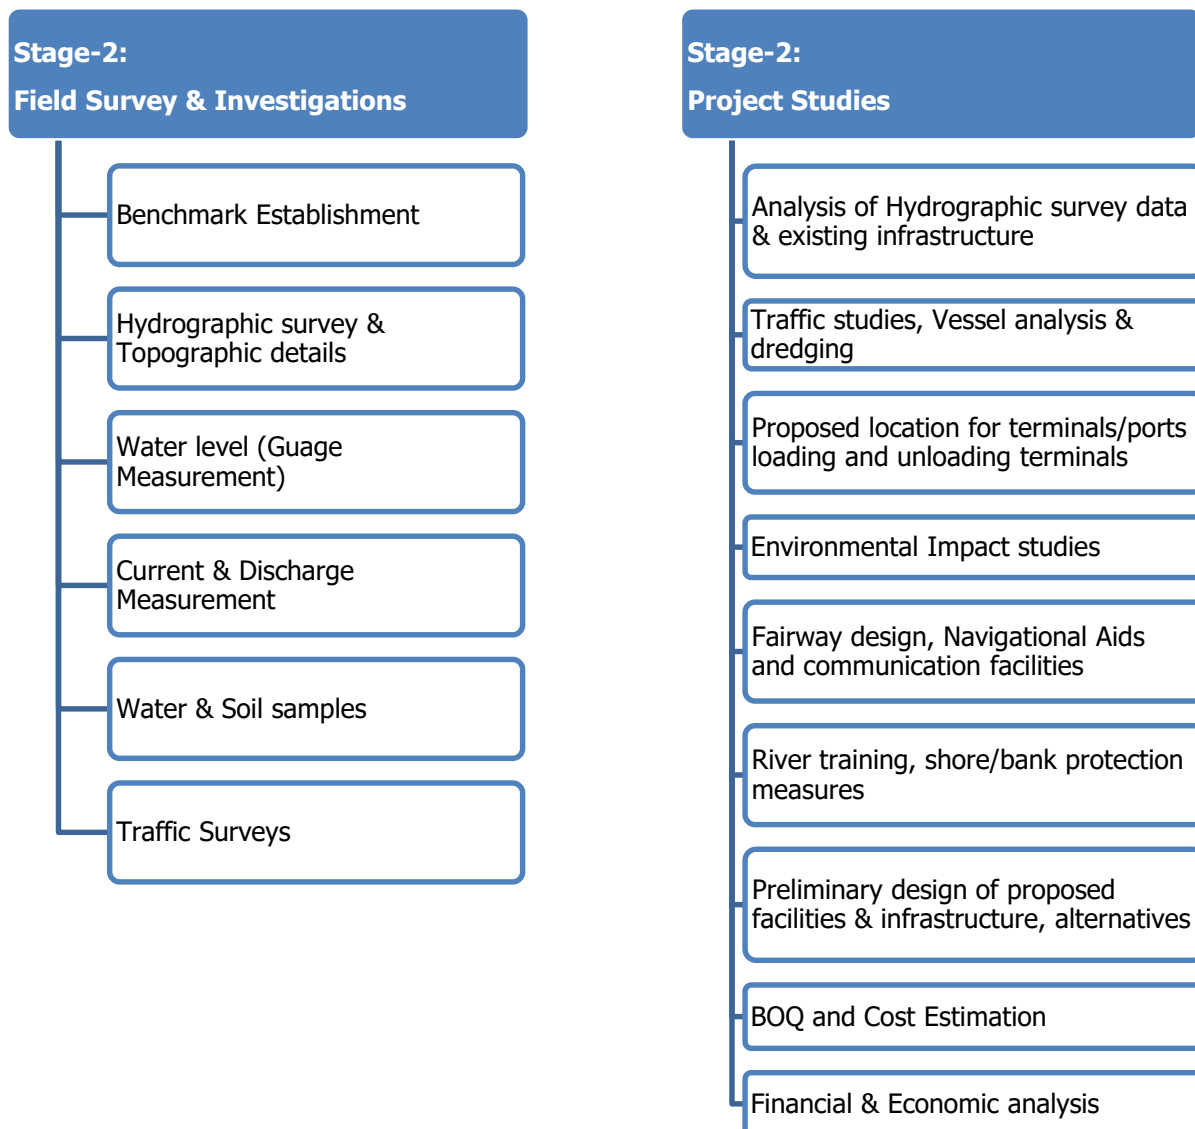 Stage-2:
Field Survey & Investigations
Benchmark Establishment
Hydrographic survey &
Topographic details
Water level (Guage
Measurement)
Current & Discharge
Measurement
Water & Soil samples
Traffic Surveys
Stage-2:
Project Studies
Analysis of Hydrographic survey data
& existing infrastructure
Traffic studies, Vessel analysis &
dredging
Proposed location for terminals/ports
loading and unloading terminals
Environmental Impact studies
Fairway design, Navigational Aids
and communication facilities
River training, shore/bank protection
measures
Preliminary design of proposed
facilities & infrastructure, alternatives
BOQ and Cost Estimation
Financial & Economic analysis